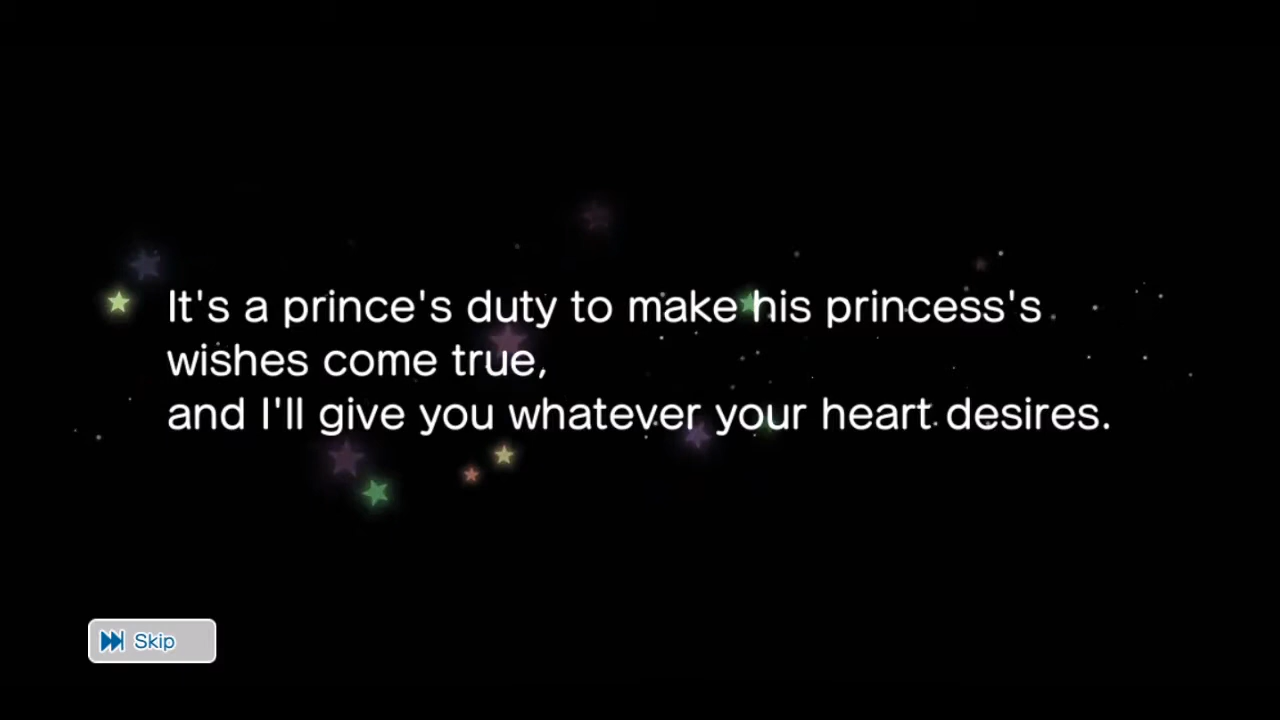 It's a prince's duty to make his princess's
wishes come true,
and I'll give you whatever your heart desires.
Skip